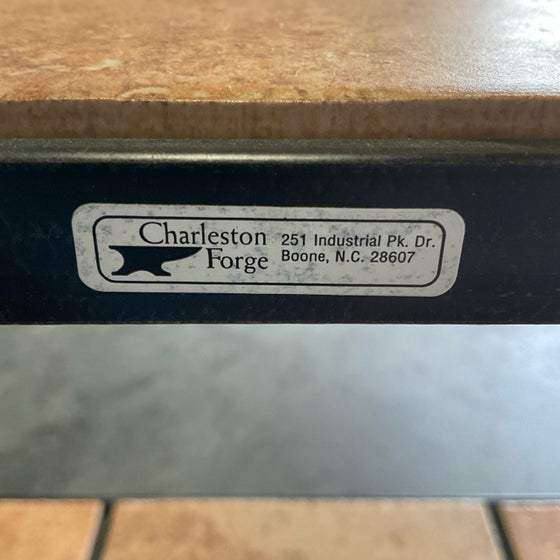 Charleston
Forge
251 Industrial Pk. Dr.
Boone, N.C. 28607